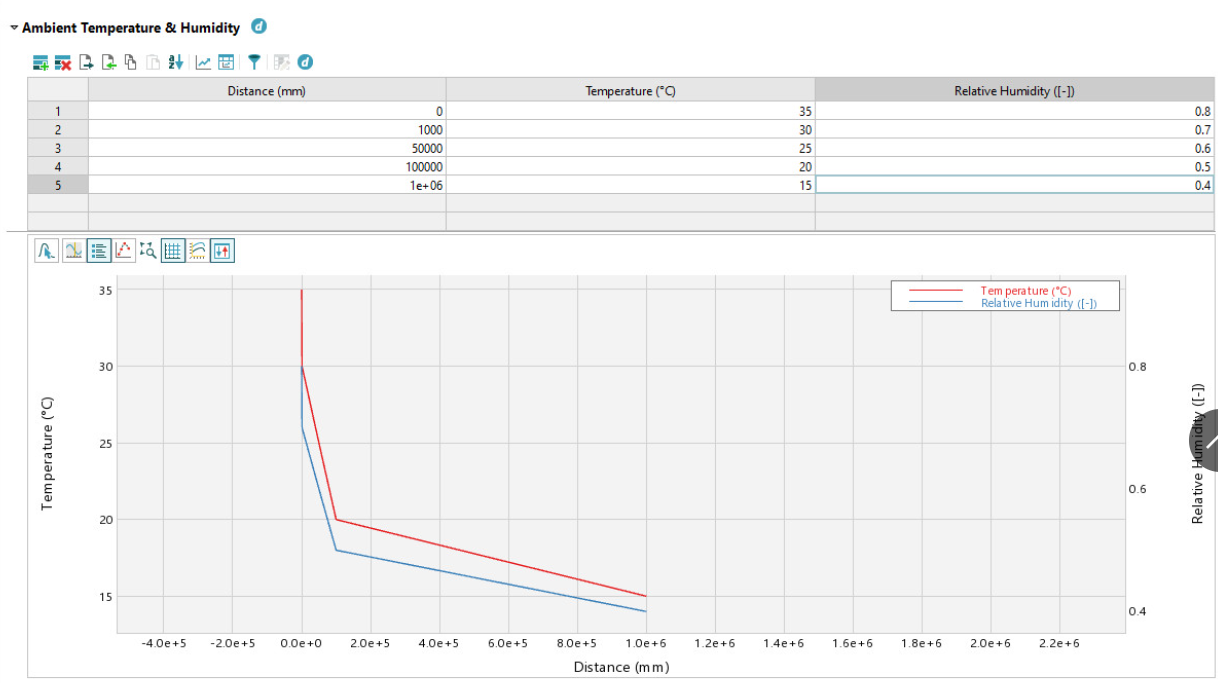 Ambient Temperature & Humidity d
a z d
Distance (mm) Temperature (°C) Relative Humidity ([-])
1 0 35 0.8
2 1000 30 0.7
3 50000 25 0.6
4 100000 20 0.5
5 1e+06 15 0.4
Temperature (°C)
Relative Humidity ([-])
35
30
25
20
15
Temperature (°C)
0.8
0.6
0.4
Relative Humidity ([-])
-4.0e+5 -2.0e+5 0.0e+0 2.0e+5 4.0e+5 6.0e+5 8.0e+5 1.0e+6 1.2e+6 1.4e+6 1.6e+6 1.8e+6 2.0e+6 2.2e+6
Distance (mm)